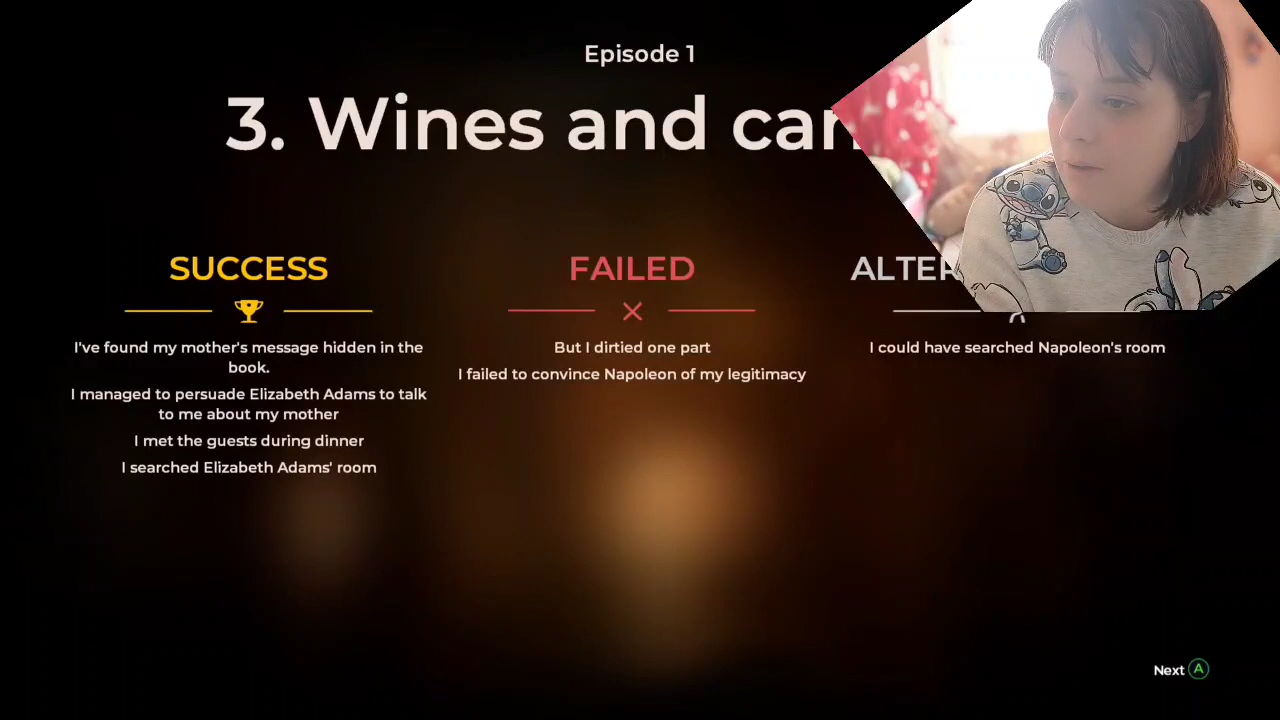 Episode 1
3. Wines and
SUCCESS
FAILED
I've found my mother's message hidden in the
book.
I managed to persuade Elizabeth Adams to talk
to me about my mother
I met the guests during dinner
I searched Elizabeth Adams' room
But I dirtied one part
I failed to convince Napoleon of my legitimacy
I could have searched Napoleon's room
Next A